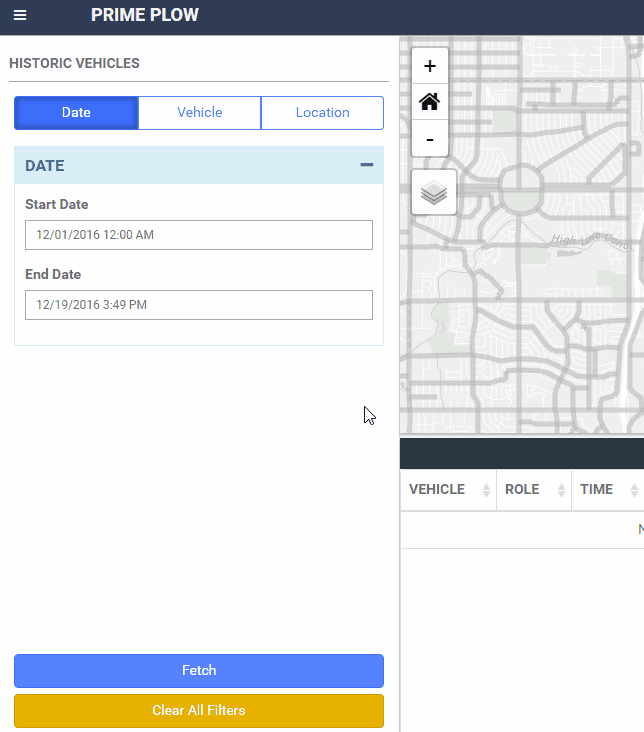 PRIME PLOW
HISTORIC VEHICLES
Date
Vehicle
Location
DATE
Start Date
12/01/2016 12:00 AM
End Date
12/19/2016 3:49 PM
Fetch
Clear All Filters
+
-
High Line Canal
VEHICLE
ROLE
TIME
N